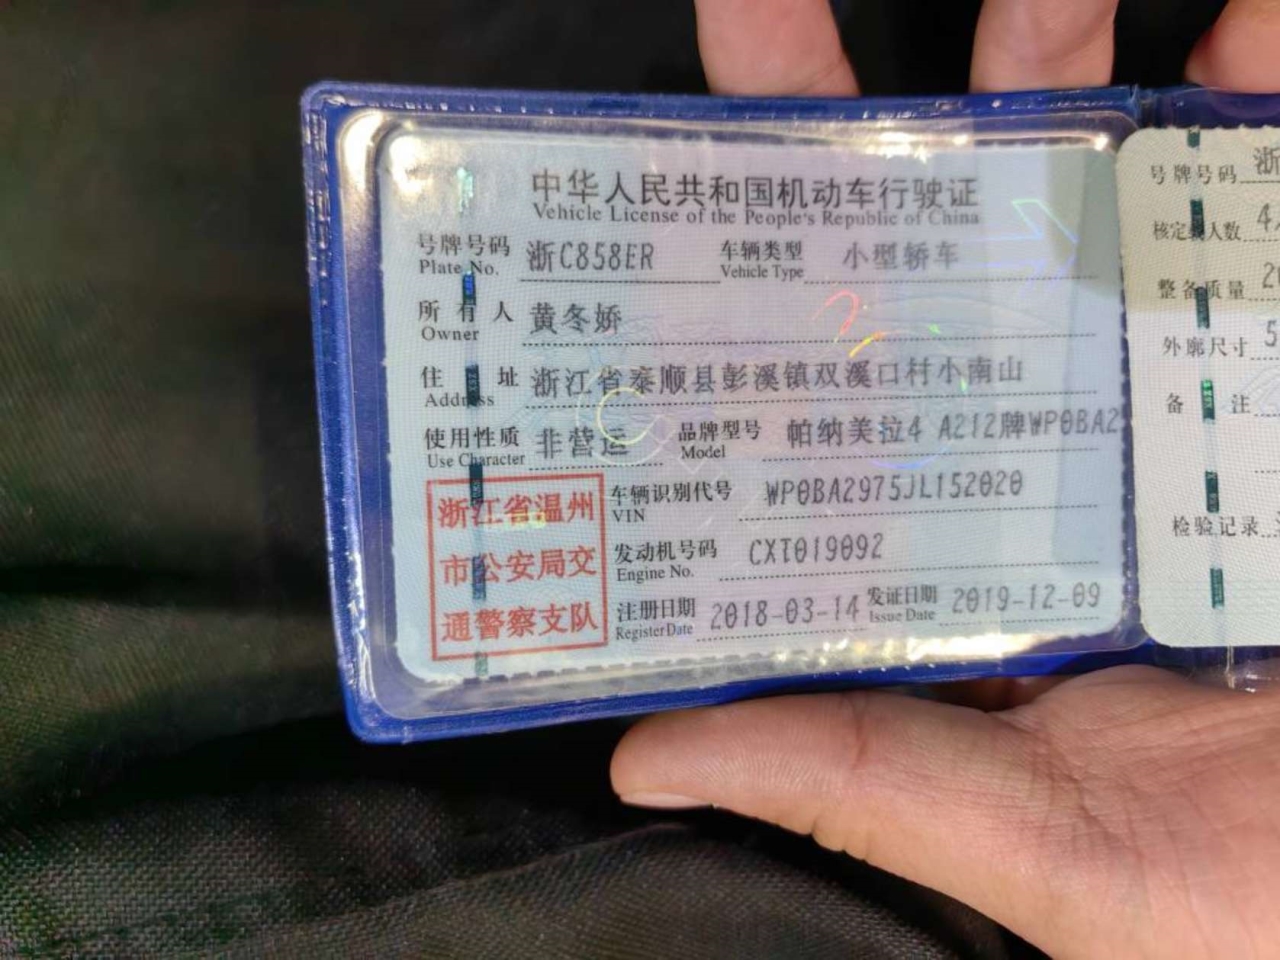 中华人民共和国机动车行驶证
Vehicle License of the People's Republic of China
号牌号码 浙C858ER 车辆类型 小型轿车
Plate No. Vehicle Type
所有人 黄冬娇
Owner
住址 浙江省泰顺县彭溪镇双溪口村小南山
Address
使用性质 非营运 品牌型号 帕纳美拉4 A212牌WP0BA2
Use Character Model
车辆识别代号 WP0BA2975JL152020
VIN
发动机号码 CXT019092
Engine No.
注册日期 2018-03-14 发证日期 2019-12-09
Register Date Issue Date
浙江省温州
市公安局交
通警察支队
号牌号码 浙
核定载人数 4
整备质量 2
外廓尺寸 5
备注
检验记录